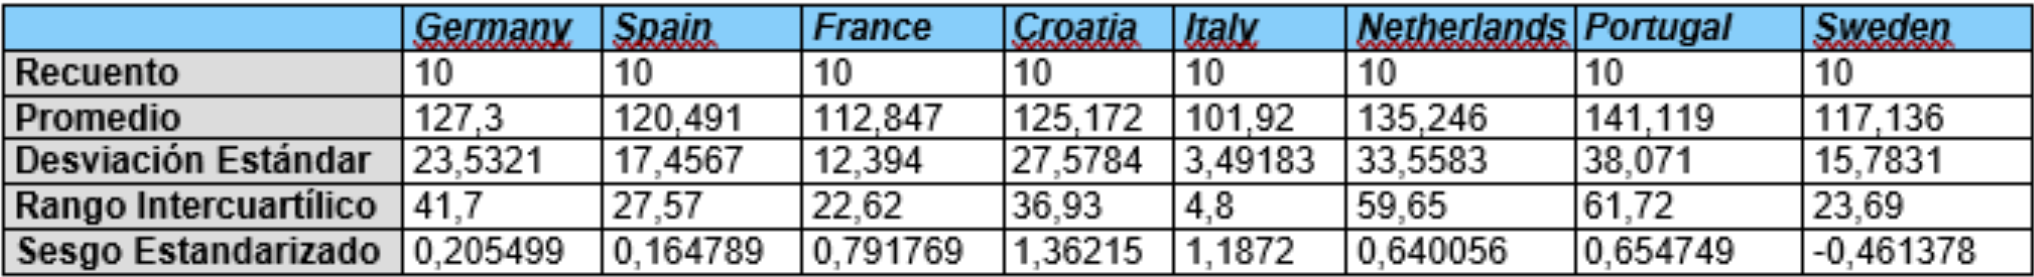 Germany Spain France Croatia Italy Netherlands Portugal Sweden
Recuento 10 10 10 10 10 10 10 10
Promedio 127,3 120,491 112,847 125,172 101,92 135,246 141,119 117,136
Desviación Estándar 23,5321 17,4567 12,394 27,5784 3,49183 33,5583 38,071 15,7831
Rango Intercuartílico 41,7 27,57 22,62 36,93 4,8 59,65 61,72 23,69
Sesgo Estandarizado 0,205499 0,164789 0,791769 1,36215 1,1872 0,640056 0,654749 -0,461378